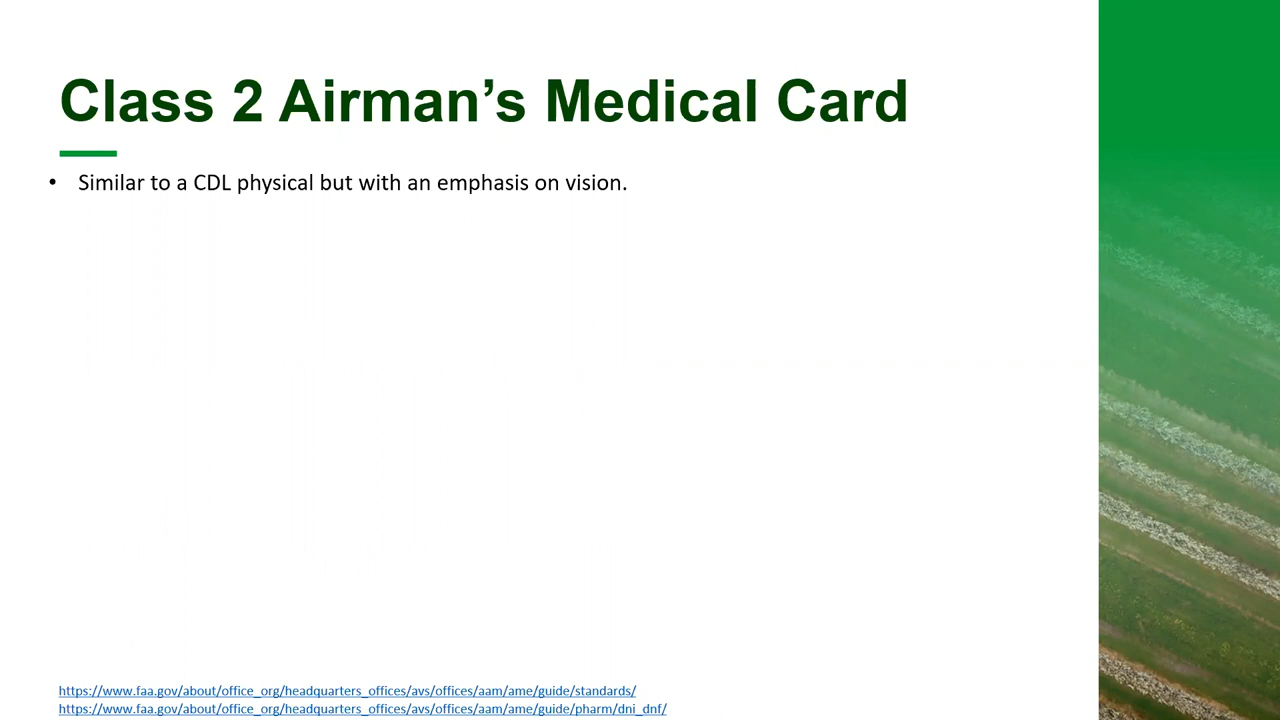 Class 2 Airman’s Medical Card
• Similar to a CDL physical but with an emphasis on vision.
https://www.faa.gov/about/office_org/headquarters_offices/avs/offices/aam/ame/guide/standards/
https://www.faa.gov/about/office_org/headquarters_offices/avs/offices/aam/ame/guide/pharm/dni_dnf/